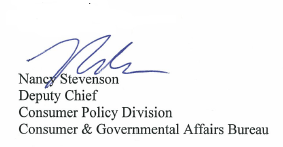 Nancy Stevenson
Deputy Chief
Consumer Policy Division
Consumer & Governmental Affairs Bureau